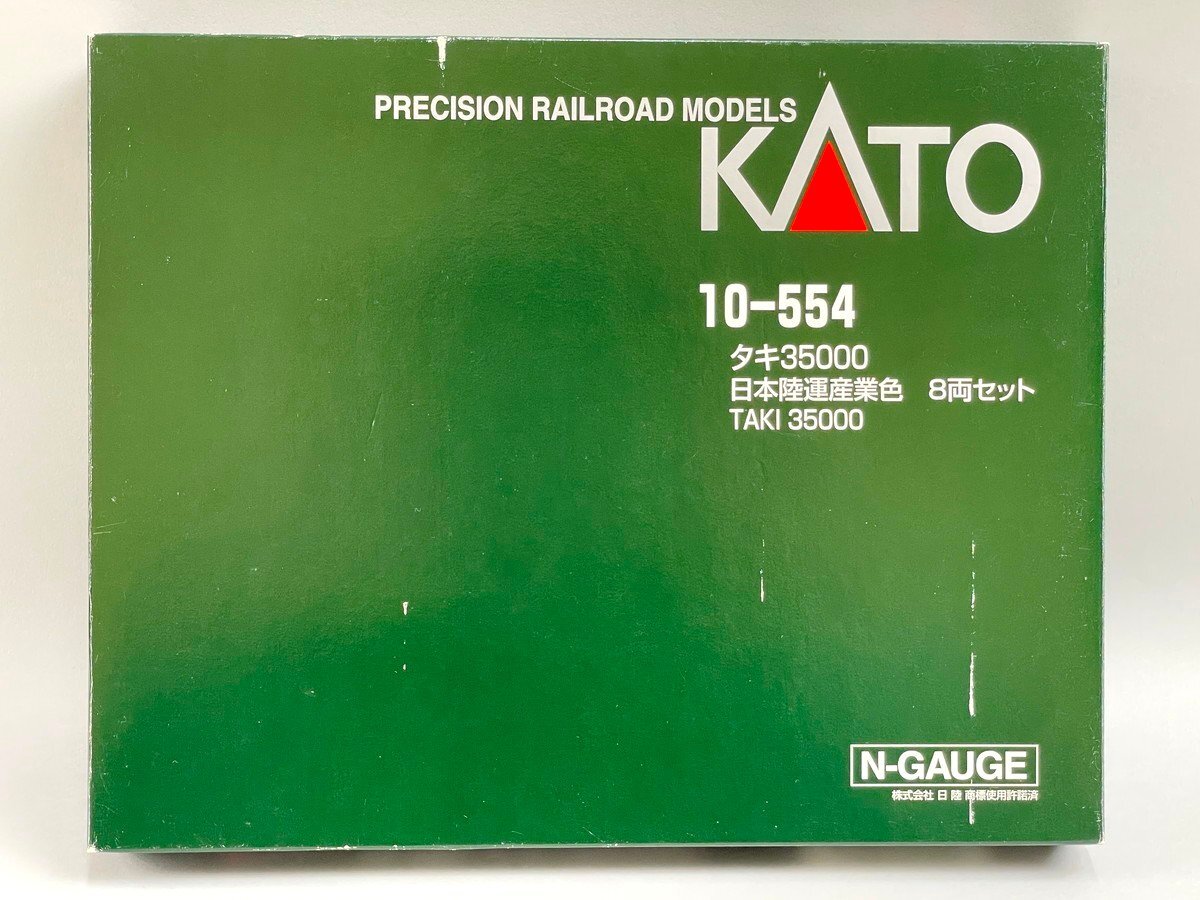 PRECISION RAILROAD MODELS
KATO
10-554
タキ35000
日本陸運産業色 8両セット
TAKI 35000
N-GAUGE
株式会社 日 陸 商標使用許諾済